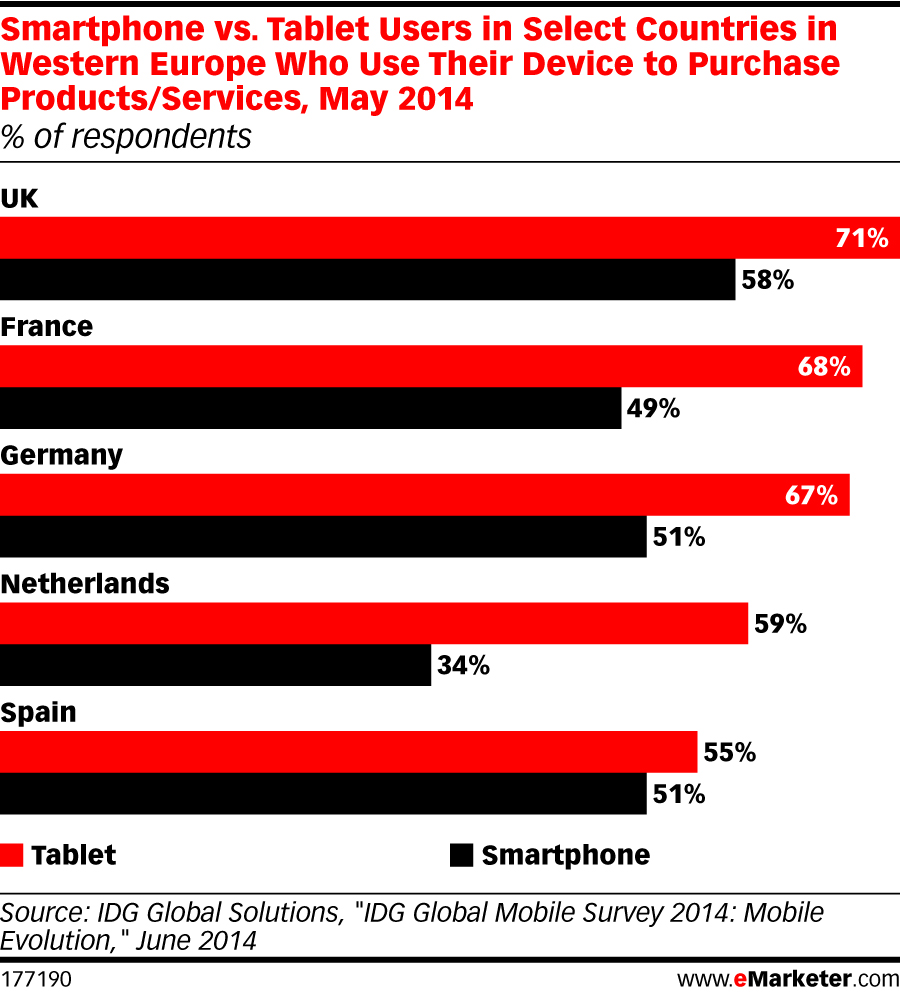 Smartphone vs. Tablet Users in Select Countries in
Western Europe Who Use Their Device to Purchase
Products/Services, May 2014
% of respondents
UK
71%
58%
France
68%
49%
Germany
67%
51%
Netherlands
59%
34%
Spain
55%
51%
Tablet
Smartphone
Source: IDG Global Solutions, "IDG Global Mobile Survey 2014: Mobile
Evolution," June 2014
177190
www.eMarketer.com